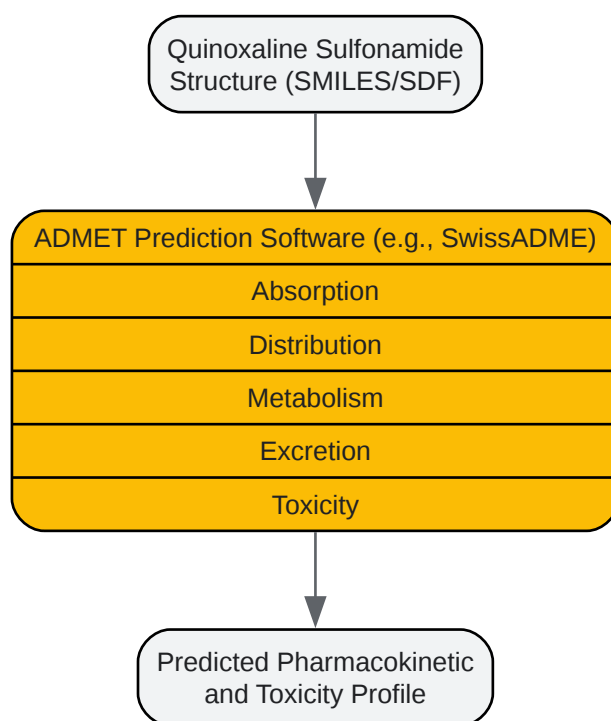 Quinoxaline Sulfonamide
Structure (SMILES/SDF)
ADMET Prediction Software (e.g., SwissADME)
Absorption
Distribution
Metabolism
Excretion
Toxicity
Predicted Pharmacokinetic
and Toxicity Profile